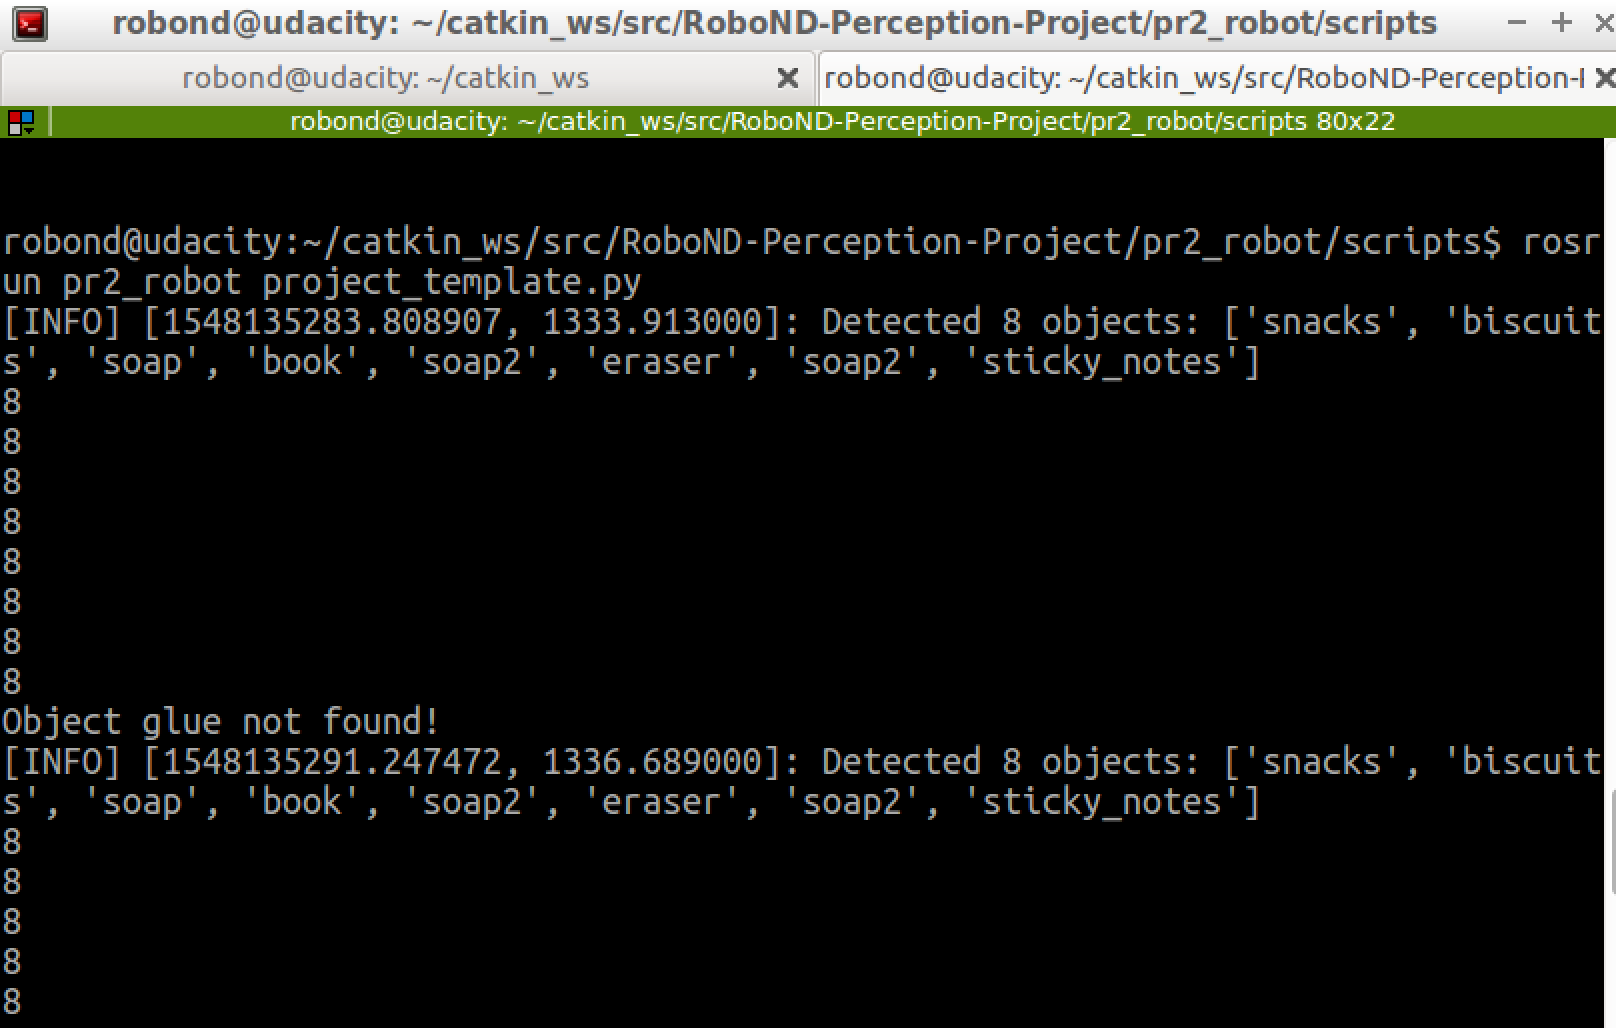 robond@udacity: ~/catkin_ws/src/RoboND-Perception-Project/pr2_robot/scripts
robond@udacity: ~/catkin_ws
robond@udacity: ~/catkin_ws/src/RoboND-Perception-
robond@udacity: ~/catkin_ws/src/RoboND-Perception-Project/pr2_robot/scripts 80x22
robond@udacity:~/catkin_ws/src/RoboND-Perception-Project/pr2_robot/scripts$ rosr
un pr2_robot project_template.py
[INFO] [1548135283.808907, 1333.913000]: Detected 8 objects: ['snacks', 'biscuit
s', 'soap', 'book', 'soap2', 'eraser', 'soap2', 'sticky_notes']
8
8
8
8
8
8
8
8
Object glue not found!
[INFO] [1548135291.247472, 1336.689000]: Detected 8 objects: ['snacks', 'biscuit
s', 'soap', 'book', 'soap2', 'eraser', 'soap2', 'sticky_notes']
8
8
8
8
8